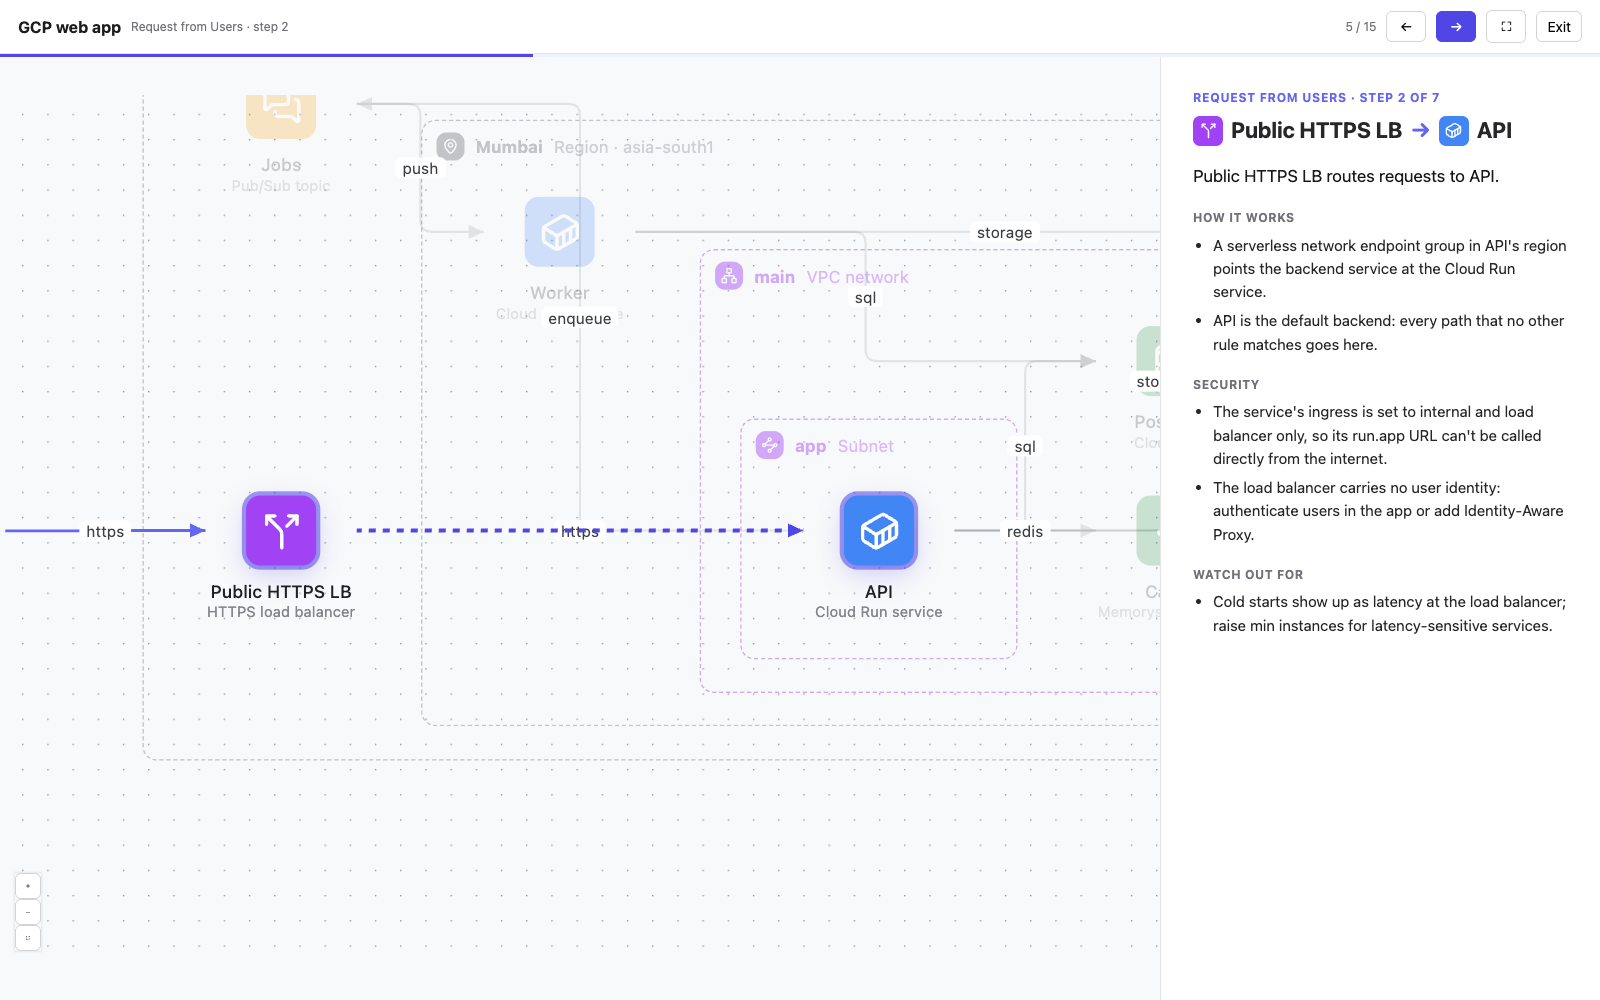 GCP web app
Request from Users · step 2
5 / 15
Exit
Jobs
Pub/Sub topic
push
Mumbai Region · asia-south1
storage
Worker
Cloud
enqueue
main VPC network
sql
app Subnet
sql
https
https
redis
Public HTTPS LB
HTTPS load balancer
API
Cloud Run service
REQUEST FROM USERS · STEP 2 OF 7
Public HTTPS LB → API
Public HTTPS LB routes requests to API.
HOW IT WORKS
• A serverless network endpoint group in API's region
points the backend service at the Cloud Run
service.
• API is the default backend: every path that no other
rule matches goes here.
SECURITY
• The service's ingress is set to internal and load
balancer only, so its run.app URL can't be called
directly from the internet.
• The load balancer carries no user identity:
authenticate users in the app or add Identity-Aware
Proxy.
WATCH OUT FOR
• Cold starts show up as latency at the load balancer;
raise min instances for latency-sensitive services.